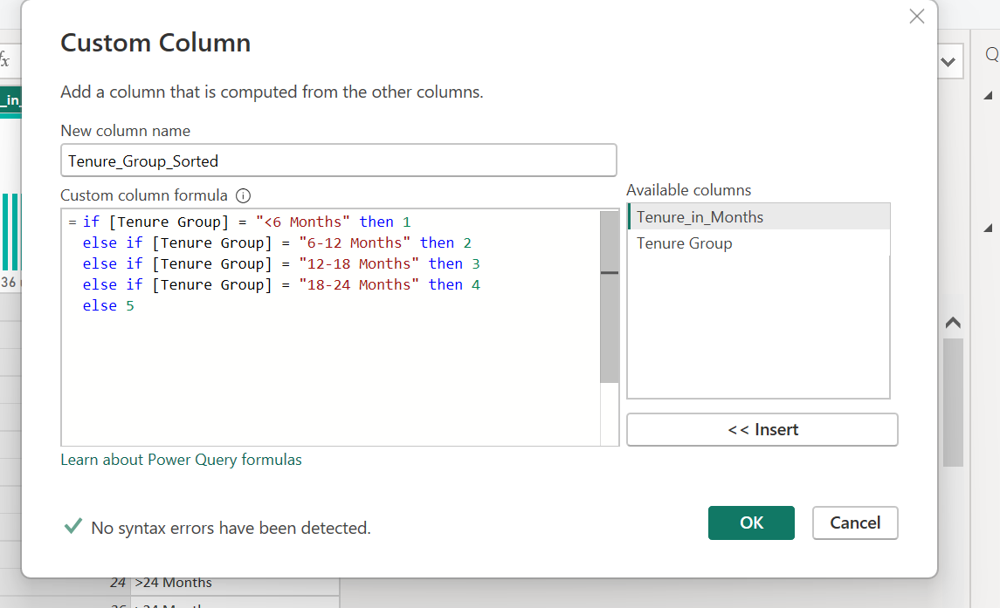 Custom Column
Add a column that is computed from the other columns.
fx
_in_
New column name
Tenure_Group_Sorted
Custom column formula
Available columns
= if [Tenure Group] = "<6 Months" then 1
else if [Tenure Group] = "6-12 Months" then 2
else if [Tenure Group] = "12-18 Months" then 3
else if [Tenure Group] = "18-24 Months" then 4
else 5
Tenure_in_Months
Tenure Group
36
<< Insert
Learn about Power Query formulas
No syntax errors have been detected.
OK
Cancel
24 >24 Months